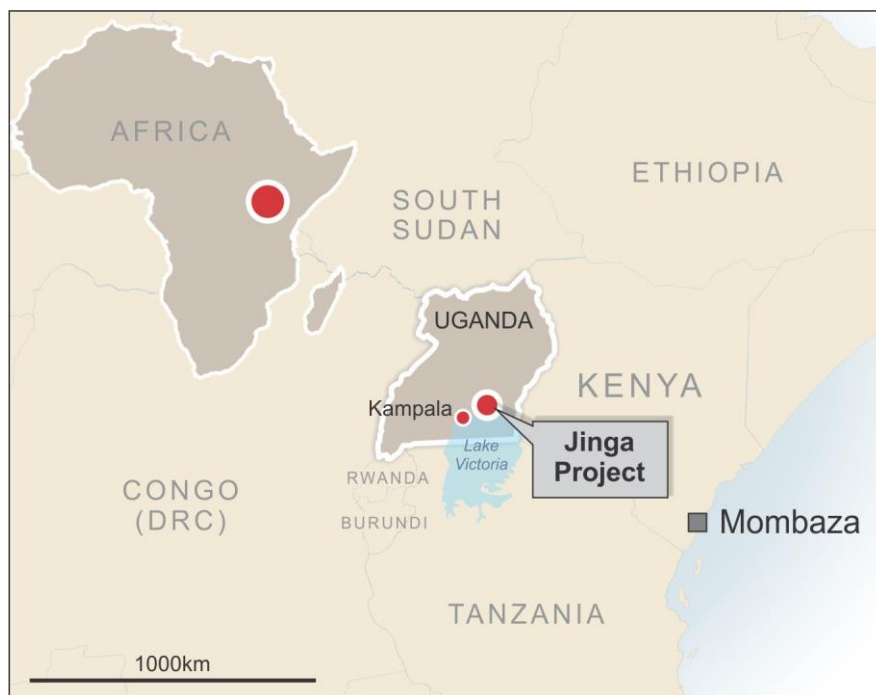 AFRICA
ETHIOPIA
SOUTH
SUDAN
UGANDA
KENYA
Kampala
Jinga
Project
Lake
Victoria
RWANDA
CONGO
(DRC)
BURUNDI
Mombaza
TANZANIA
1000km